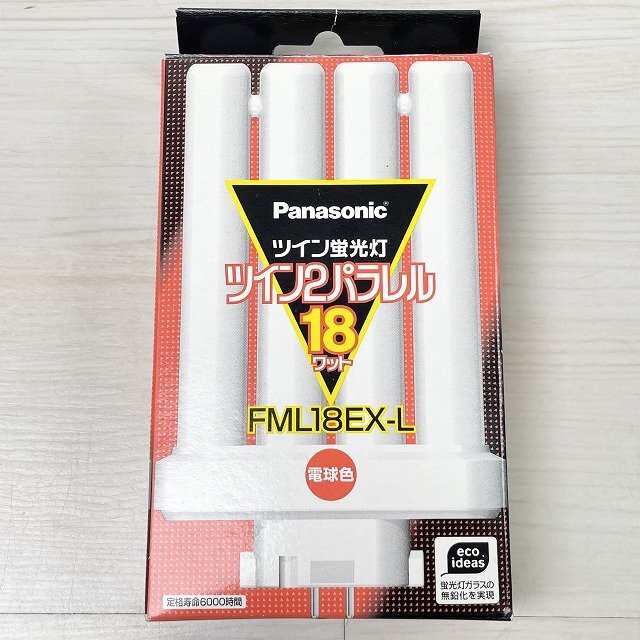 Panasonic®
ツイン蛍光灯
ツイン2パラレル
18
ワット
FML18EX-L
電球色
eco
ideas
蛍光灯ガラスの
無鉛化を実現
定格寿命6000時間